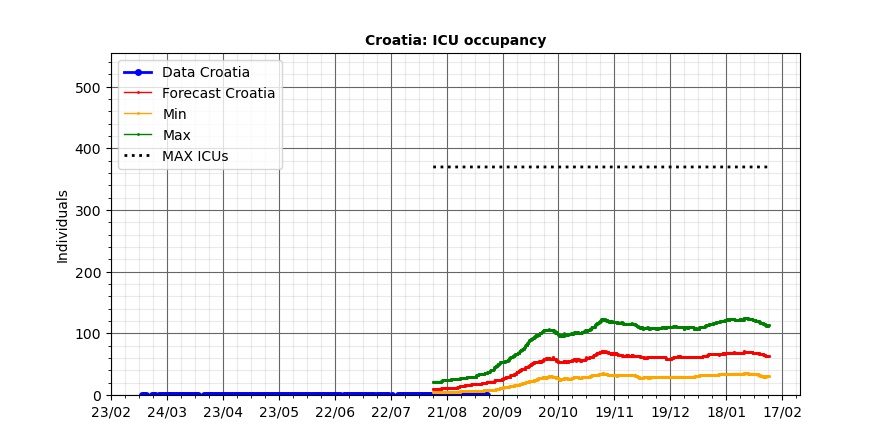 Croatia: ICU occupancy
Data Croatia
Forecast Croatia
Min
Max
MAX ICUs
Individuals
500
400
300
200
100
0
23/02 24/03 23/04 23/05 22/06 22/07 21/08 20/09 20/10 19/11 19/12 18/01 17/02